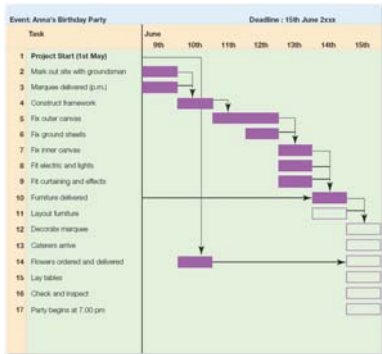 Event: Anna's Birthday Party Deadline : 15th June 2xxx
Task June
9th 10th 11th 12th 13th 14th 15th
1 Project Start (1st May)
2 Mark out site with groundsman
3 Marquee delivered (p.m.)
4 Construct framework
5 Fix outer canvas
6 Fix ground sheets
7 Fix inner canvas
8 Fit electric and lights
9 Fit curtaining and effects
10 Furniture delivered
11 Layout furniture
12 Decorate marquee
13 Caterers arrive
14 Flowers ordered and delivered
15 Lay tables
16 Check and inspect
17 Party begins at 7.00 pm